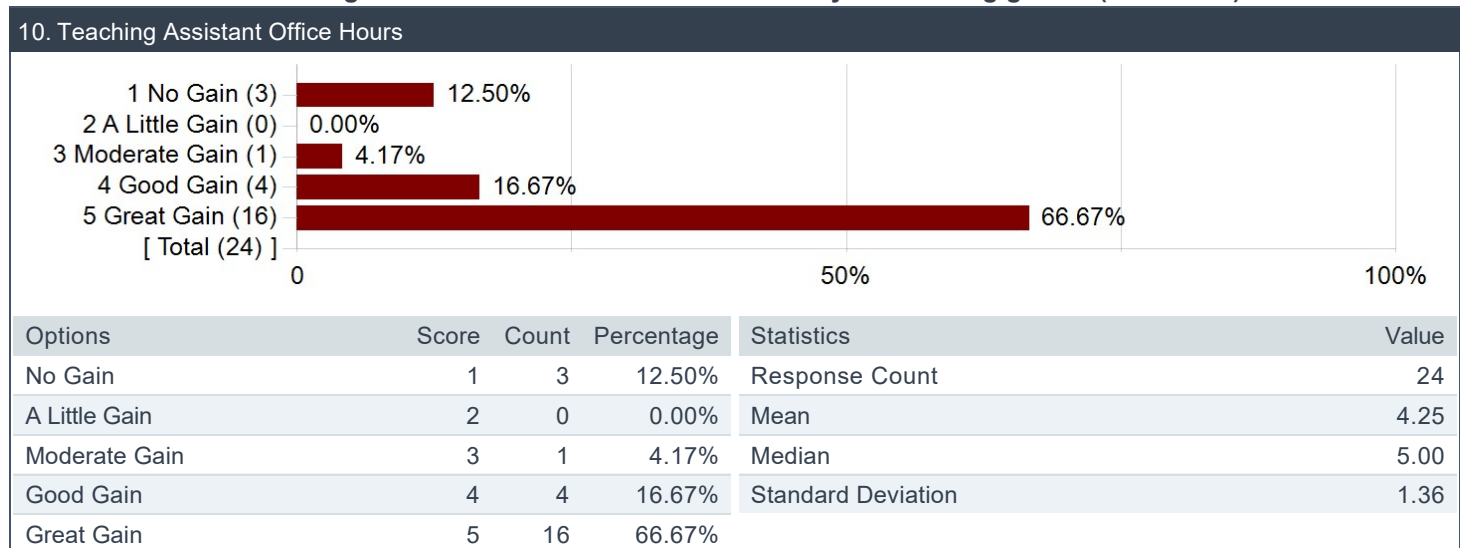 10. Teaching Assistant Office Hours
1 No Gain (3) 12.50%
2 A Little Gain (0) 0.00%
3 Moderate Gain (1) 4.17%
4 Good Gain (4) 16.67%
5 Great Gain (16) 66.67%
[ Total (24) ]
0 50% 100%
Options Score Count Percentage Statistics Value
No Gain 1 3 12.50% Response Count 24
A Little Gain 2 0 0.00% Mean 4.25
Moderate Gain 3 1 4.17% Median 5.00
Good Gain 4 4 16.67% Standard Deviation 1.36
Great Gain 5 16 66.67%